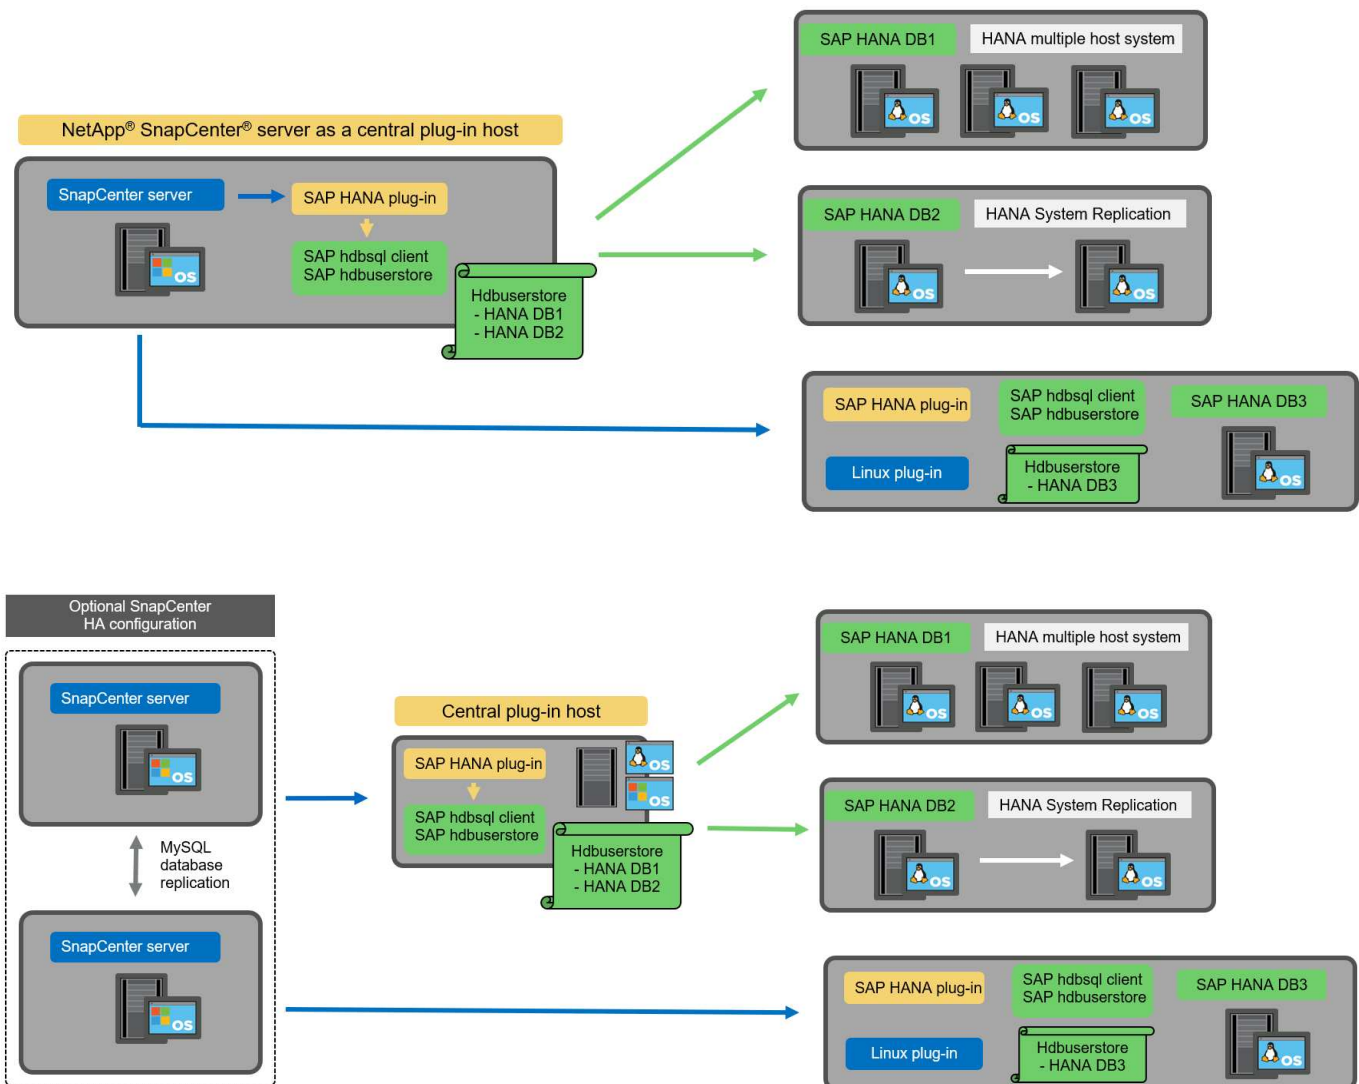 SAP HANA DB1
HANA multiple host system
OS
OS
OS
NetApp® SnapCenter® server as a central plug-in host
SnapCenter server
SAP HANA plug-in
OS
SAP hdbsql client
SAP hdbuserstore
Hdbuserstore
- HANA DB1
- HANA DB2
SAP HANA DB2
HANA System Replication
OS
OS
SAP HANA plug-in
SAP hdbsql client
SAP hdbuserstore
SAP HANA DB3
Linux plug-in
Hdbuserstore
- HANA DB3
OS
Optional SnapCenter
HA configuration
SnapCenter server
OS
MySQL
database
replication
SnapCenter server
OS
Central plug-in host
SAP HANA plug-in
OS
OS
SAP hdbsql client
SAP hdbuserstore
Hdbuserstore
- HANA DB1
- HANA DB2
SAP HANA DB1
HANA multiple host system
OS
OS
OS
SAP HANA DB2
HANA System Replication
OS
OS
SAP HANA plug-in
SAP hdbsql client
SAP hdbuserstore
SAP HANA DB3
Linux plug-in
Hdbuserstore
- HANA DB3
OS